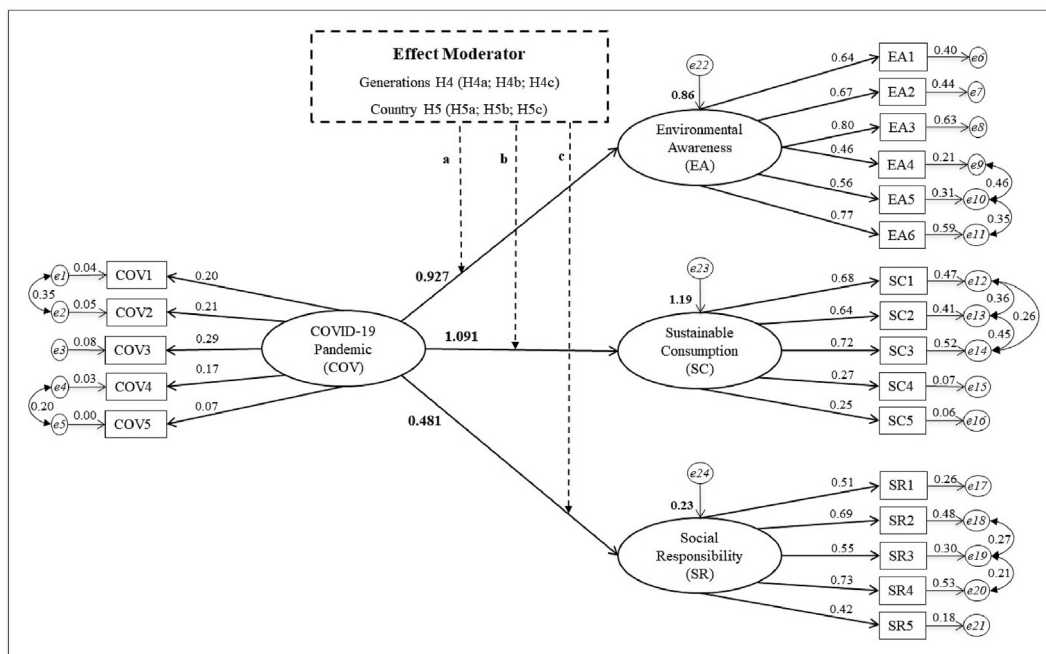 Effect Moderator
Generations H4 (H4a; H4b; H4c)
Country H5 (H5a; H5b; H5c)
a
b
c
e22
0.86
Environmental
Awareness
(EA)
0.64
EA1
0.40
e6
0.67
EA2
0.44
e7
0.80
EA3
0.63
e8
0.46
EA4
0.21
e9
0.46
0.56
EA5
0.31
e10
0.35
0.77
EA6
0.59
e11
e1
0.04
COV1
0.20
0.35
e2
0.05
COV2
0.21
e3
0.08
COV3
0.29
e4
0.03
COV4
0.17
0.20
e5
0.00
COV5
0.07
COVID-19
Pandemic
(COV)
0.927
1.091
0.481
e23
1.19
Sustainable
Consumption
(SC)
0.68
SC1
0.47
e12
0.36
0.26
0.64
SC2
0.41
e13
0.45
0.72
SC3
0.52
e14
0.27
SC4
0.07
e15
0.25
SC5
0.06
e16
e24
0.23
Social
Responsibility
(SR)
0.51
SR1
0.26
e17
0.69
SR2
0.48
e18
0.27
0.55
SR3
0.30
e19
0.21
0.73
SR4
0.53
e20
0.42
SR5
0.18
e21